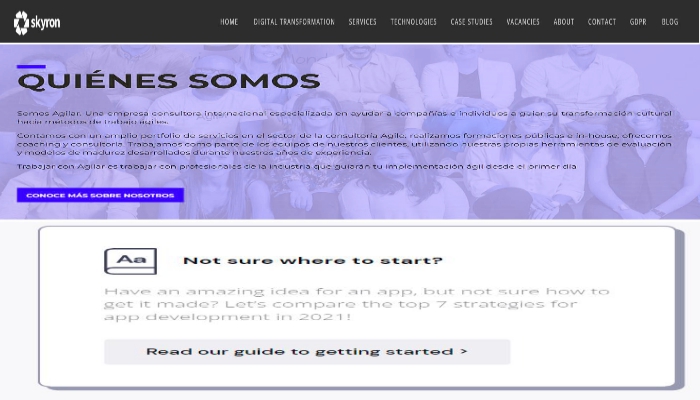 skyron
HOME DIGITAL TRANSFORMATION SERVICES TECHNOLOGIES CASE STUDIES VACANCIES ABOUT CONTACT GDPR BLOG
QUIÉNES SOMOS
Somos Agilar. Una empresa consultora internacional especializada en ayudar a compañías e individuos a guiar su transformación cultural
hacia métodos de trabajo ágiles.
Contamos con un amplio portfolio de servicios en el sector de la consultoría Agile, realizamos formaciones públicas e in-house, ofrecemos
coaching y consultoría. Trabajamos como parte de los equipos de nuestros clientes, utilizando nuestras propias herramientas de evaluación
y modelos de madurez desarrollados durante nuestros años de experiencia.
Trabajar con Agilar es trabajar con profesionales de la industria que guiarán tu implementación ágil desde el primer día
CONOCE MÁS SOBRE NOSOTROS
Aa
Not sure where to start?
Have an amazing idea for an app, but not sure how to
get it made? Let's compare the top 7 strategies for
app development in 2021!
Read our guide to getting started >